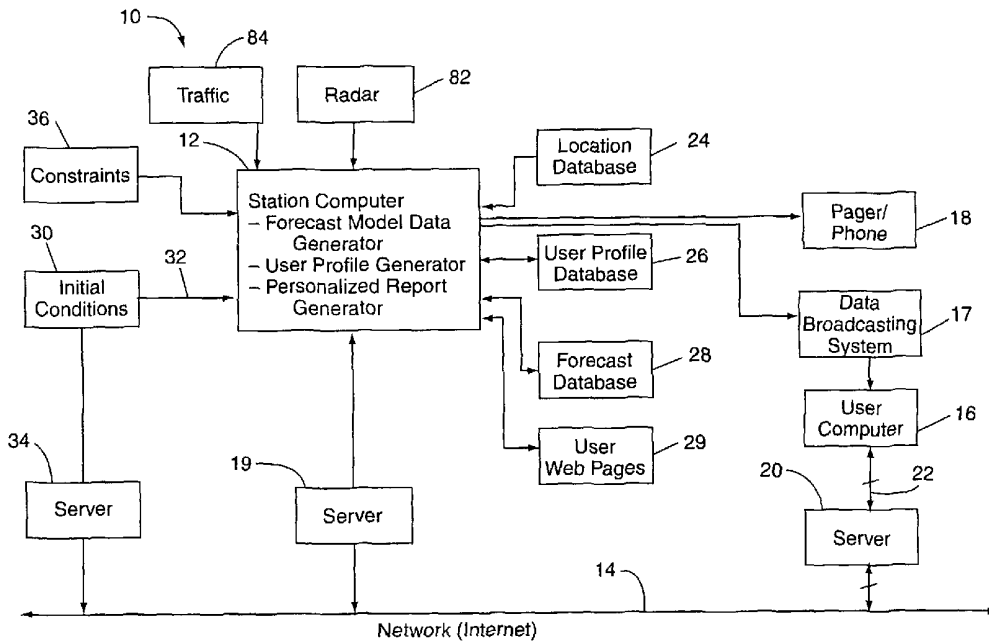 10
84
Traffic
Radar
82
36
Constraints
12
Location
Database
24
Station Computer
– Forecast Model Data
Generator
– User Profile Generator
– Personalized Report
Generator
Pager/
Phone
18
30
32
Initial
Conditions
User Profile
Database
26
Data
Broadcasting
System
17
Forecast
Database
28
User
Computer
16
34
19
User
Web Pages
29
20
22
Server
Server
Server
14
Network (Internet)